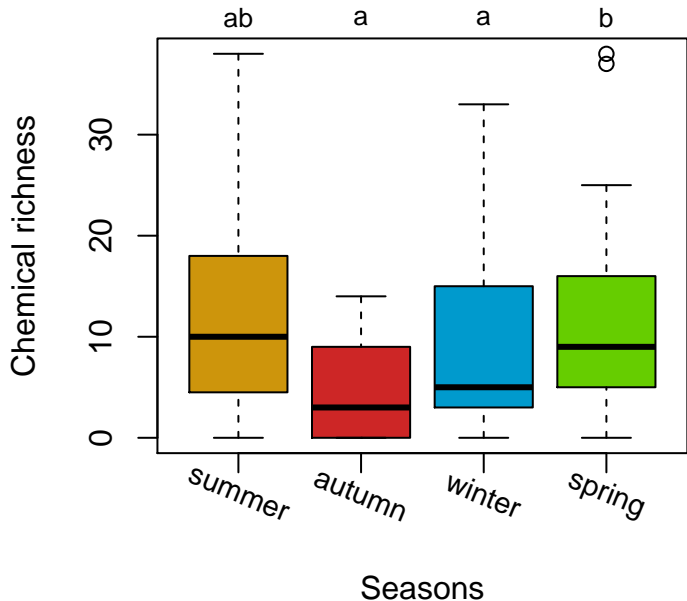 ab a a b
Chemical richness
30
20
10
0
summer autumn winter spring
Seasons